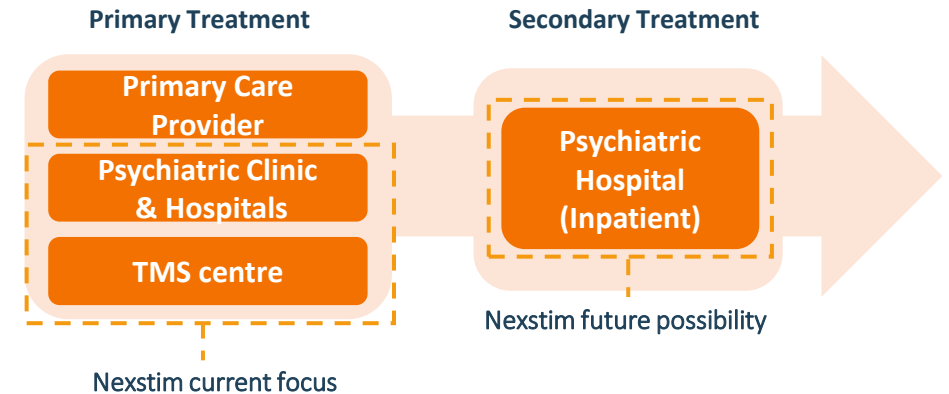 Primary Treatment
Secondary Treatment
Primary Care
Provider
Psychiatric Clinic
& Hospitals
TMS centre
Psychiatric
Hospital
(Inpatient)
Nexstim future possibility
Nexstim current focus